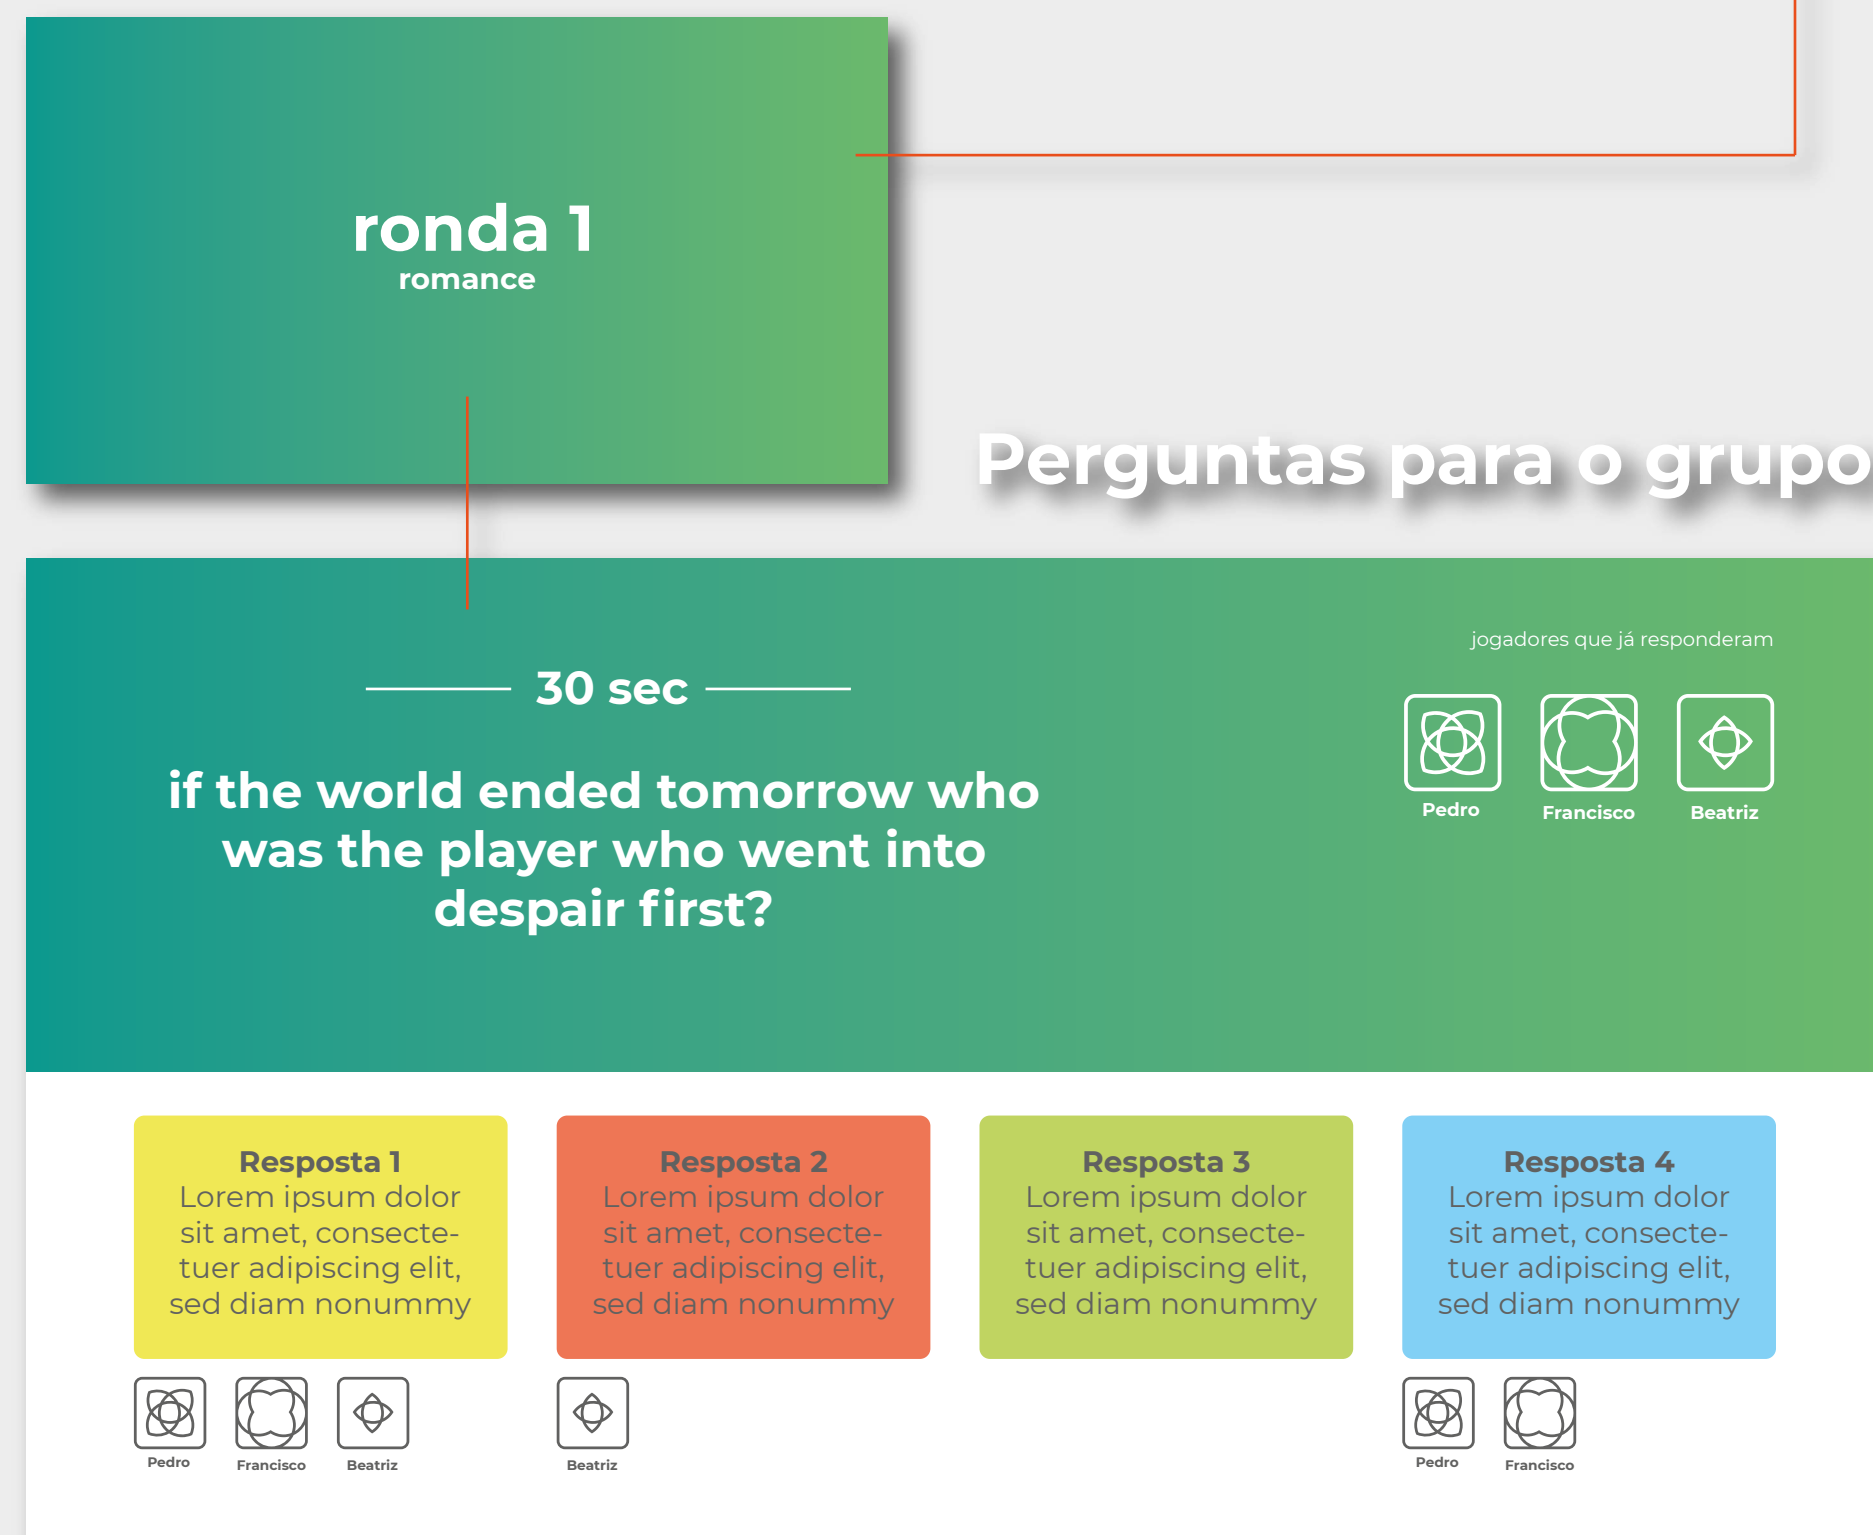 ronda 1
romance
Perguntas para o grupo
jogadores que já responderam
30 sec
Pedro
Francisco
Beatriz
if the world ended tomorrow who
was the player who went into
despair first?
Resposta 1
Lorem ipsum dolor
sit amet, consecte-
tuer adipiscing elit,
sed diam nonummy
Pedro
Francisco
Beatriz
Resposta 2
Lorem ipsum dolor
sit amet, consecte-
tuer adipiscing elit,
sed diam nonummy
Beatriz
Resposta 3
Lorem ipsum dolor
sit amet, consecte-
tuer adipiscing elit,
sed diam nonummy
Resposta 4
Lorem ipsum dolor
sit amet, consecte-
tuer adipiscing elit,
sed diam nonummy
Pedro
Francisco